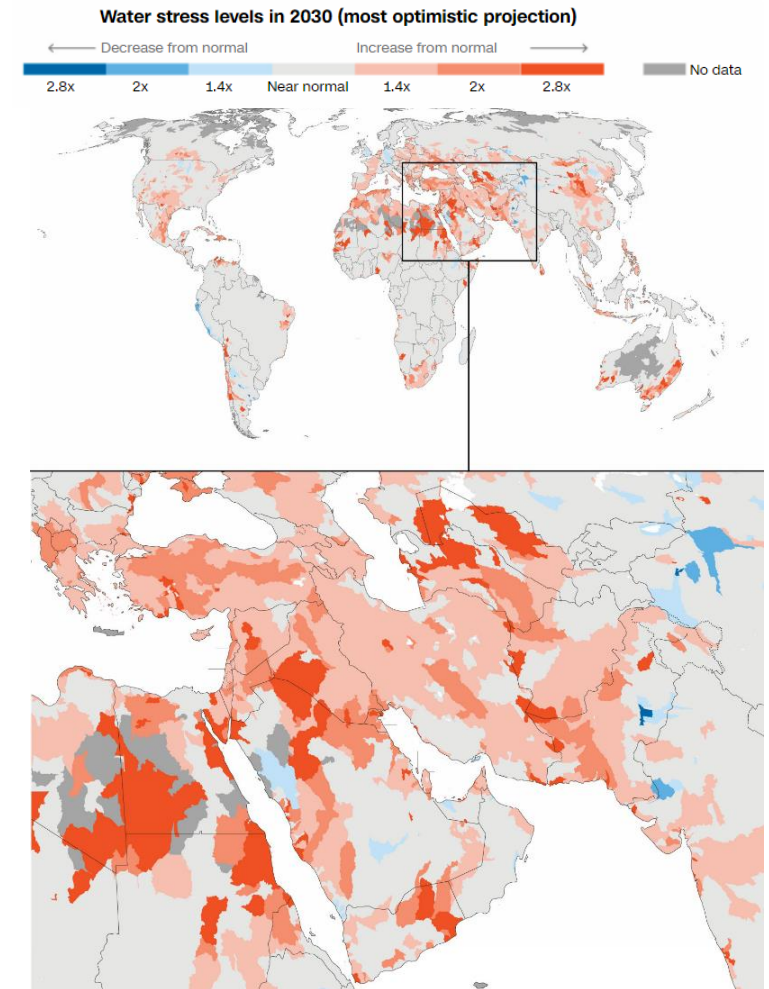 Water stress levels in 2030 (most optimistic projection)
Decrease from normal Increase from normal
2.8x 2x 1.4x Near normal 1.4x 2x 2.8x No data